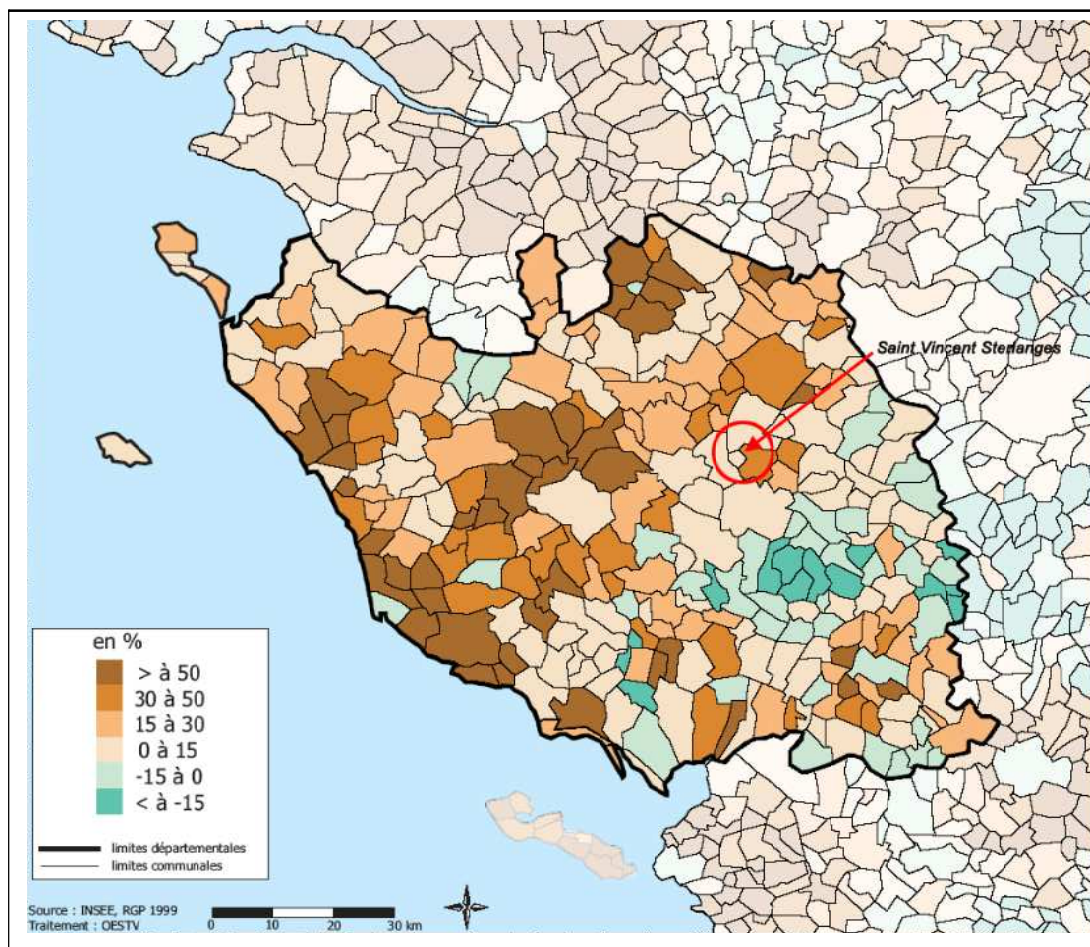 Saint Vincent Sterlanges
en %
> à 50
30 à 50
15 à 30
0 à 15
-15 à 0
< à -15
limites départementales
limites communales
Source : INSEE, RGP 1999
Traitement : OESTV
0 10 20 30 km